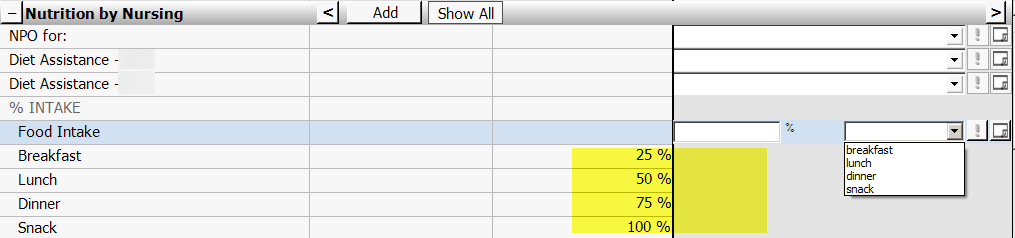 − Nutrition by Nursing < Add Show All >
NPO for: !
Diet Assistance - !
Diet Assistance - !
% INTAKE
Food Intake % !
breakfast
lunch
dinner
snack
Breakfast 25 %
Lunch 50 %
Dinner 75 %
Snack 100 %